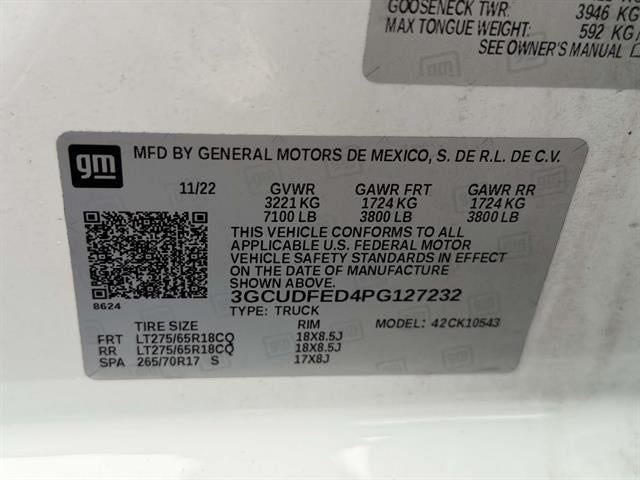 GOOSENECK TWR: 3946 KG
MAX TONGUE WEIGHT: 592 KG/
SEE OWNER'S MANUAL
gm
MFD BY GENERAL MOTORS DE MEXICO, S. DE R.L. DE C.V.
11/22 GVWR GAWR FRT GAWR RR
3221 KG 1724 KG 1724 KG
7100 LB 3800 LB 3800 LB
THIS VEHICLE CONFORMS TO ALL
APPLICABLE U.S. FEDERAL MOTOR
VEHICLE SAFETY STANDARDS IN EFFECT
ON THE DATE OF MANUFACTURE
SHOWN ABOVE.
8624
3GCUDFED4PG127232
TYPE: TRUCK MODEL: 42CK10543
TIRE SIZE RIM
FRT LT275/65R18CQ 18X8.5J
RR LT275/65R18CQ 18X8.5J
SPA 265/70R17 S 17X8J